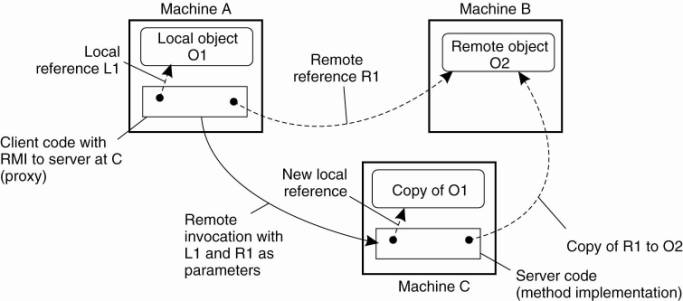 Machine A
Machine B
Local object
O1
Remote object
O2
Local
reference L1
Remote
reference R1
Client code with
RMI to server at C
(proxy)
New local
reference
Copy of O1
Remote
invocation with
L1 and R1 as
parameters
Copy of R1 to O2
Machine C
Server code
(method implementation)